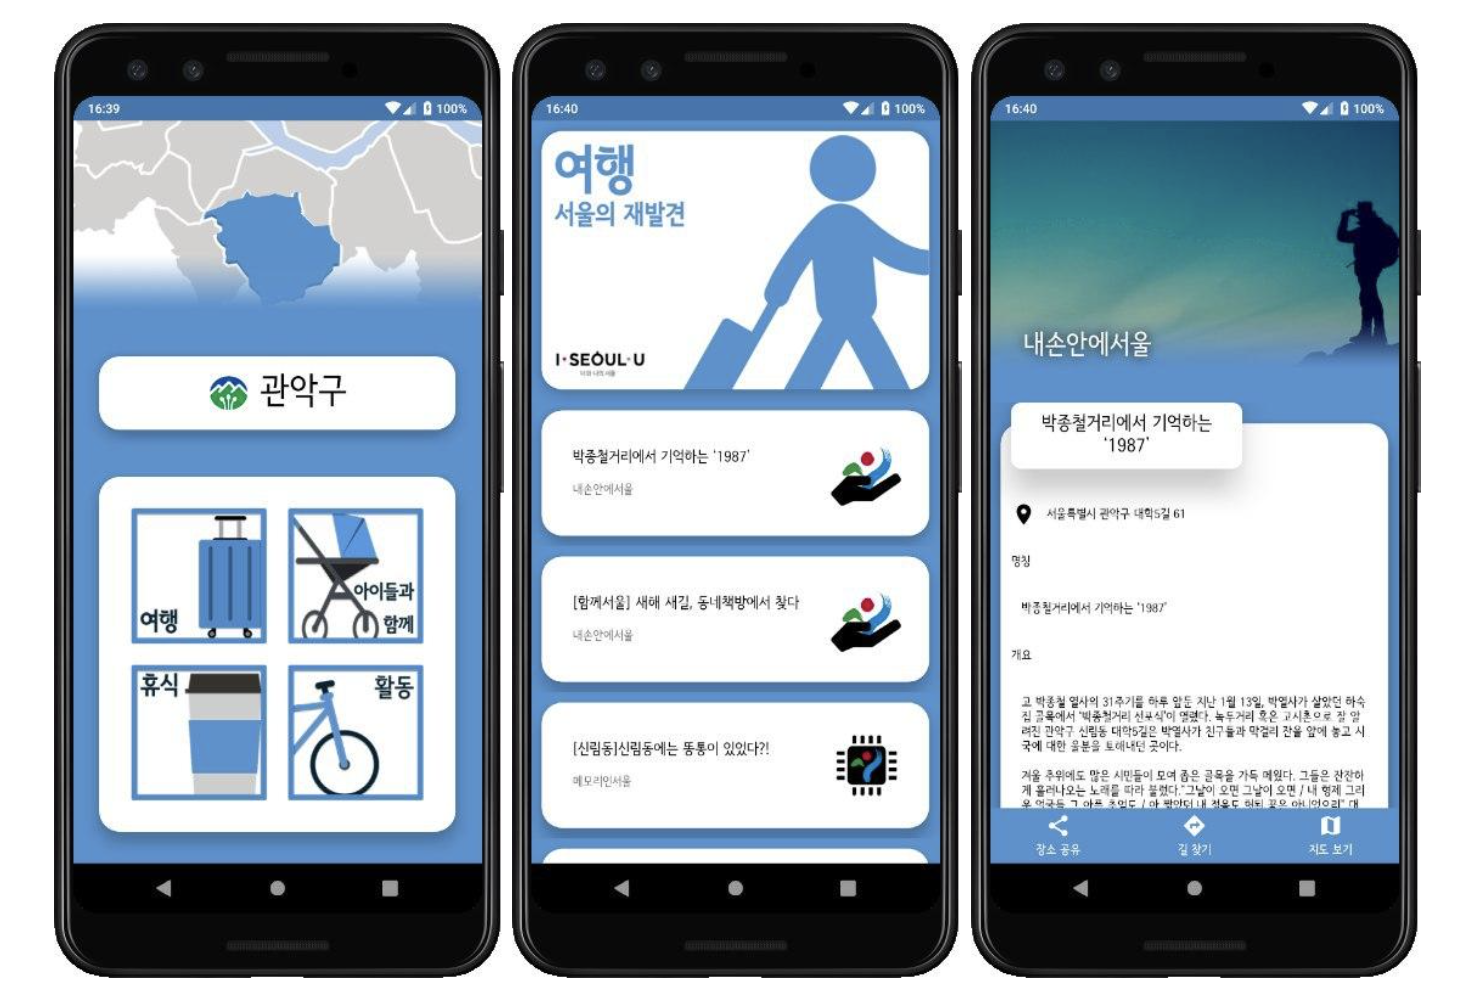 16:39
100%
관악구
여행
아이들과
함께
휴식
활동
16:40
100%
여행
서울의 재발견
I·SEOUL·U
너와 나의 서울
박종철거리에서 기억하는 '1987'
내손안에서울
[함께서울] 새해 새길, 동네책방에서 찾다
내손안에서울
[신림동]신림동에는 똥통이 있었다?!
메모리인서울
16:40
100%
내손안에서울
박종철거리에서 기억하는
'1987'
서울특별시 관악구 대학5길 61
명칭
박종철거리에서 기억하는 '1987'
개요
고 박종철 열사의 31주기를 하루 앞둔 지난 1월 13일, 박열사가 살았던 하숙
집 골목에서 '박종철거리 선포식'이 열렸다. 녹두거리 혹은 고시촌으로 잘 알
려진 관악구 신림동 대학5길은 박열사가 친구들과 막걸리 잔을 앞에 놓고 시
국에 대한 울분을 토해내던 곳이다.
겨울 추위에도 많은 시민들이 모여 좁은 골목을 가득 메웠다. 그들은 잔잔하
게 흘러나오는 노래를 따라 불렀다."그날이 오면 그날이 오면 / 내 형제 그리
장소 공유
길 찾기
지도 보기